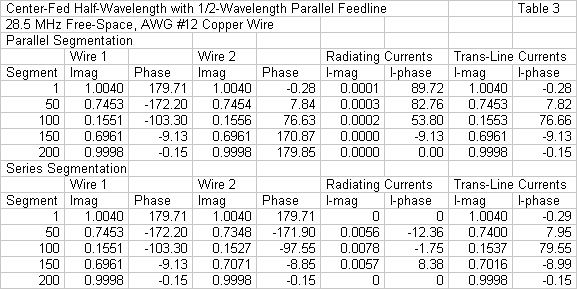 Center-Fed Half-Wavelength with 1/2-Wavelength Parallel Feedline Table 3
28.5 MHz Free-Space, AWG #12 Copper Wire
Parallel Segmentation
Wire 1 Wire 2 Radiating Currents Trans-Line Currents
Segment Imag Phase Imag Phase I-mag I-phase I-mag I-phase
1 1.0040 179.71 1.0040 -0.28 0.0001 89.72 1.0040 -0.28
50 0.7453 -172.20 0.7454 7.84 0.0003 82.76 0.7453 7.82
100 0.1551 -103.30 0.1556 76.63 0.0002 53.80 0.1553 76.66
150 0.6961 -9.13 0.6961 170.87 0.0000 -9.13 0.6961 -9.13
200 0.9998 -0.15 0.9998 179.85 0.0000 0.00 0.9998 -0.15
Series Segmentation
Wire 1 Wire 2 Radiating Currents Trans-Line Currents
Segment Imag Phase Imag Phase I-mag I-phase I-mag I-phase
1 1.0040 179.71 1.0040 179.71 0 0 1.0040 -0.29
50 0.7453 -172.20 0.7348 -171.90 0.0056 -12.36 0.7400 7.95
100 0.1551 -103.30 0.1527 -97.55 0.0078 -1.75 0.1537 79.55
150 0.6961 -9.13 0.7071 -8.85 0.0057 8.38 0.7016 -8.99
200 0.9998 -0.15 0.9998 -0.15 0 0 0.9998 -0.15